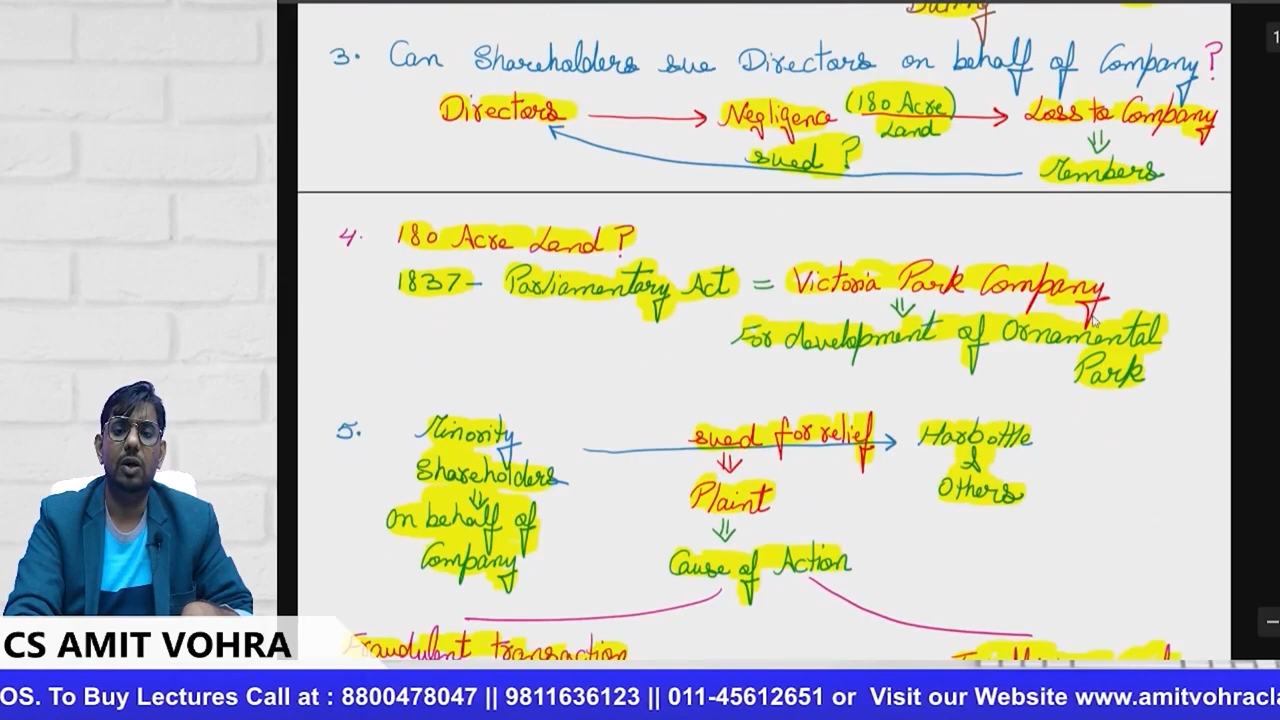 During
3. Can Shareholders sue Directors on behalf of Company?
Directors Negligence (180 Acre) Loss to Company
Land
sued? Members
4. 180 Acre Land?
1837- Parliamentary Act = Victoria Park Company
For development of Ornamental
Park
5. Minority sued for relief Harbottle
Shareholders &
Plaint Others
On behalf of
Company
Cause of Action
Fraudulent transaction
CS AMIT VOHRA
OS. To Buy Lectures Call at : 8800478047 || 9811636123 || 011-45612651 or Visit our Website www.amitvohracla